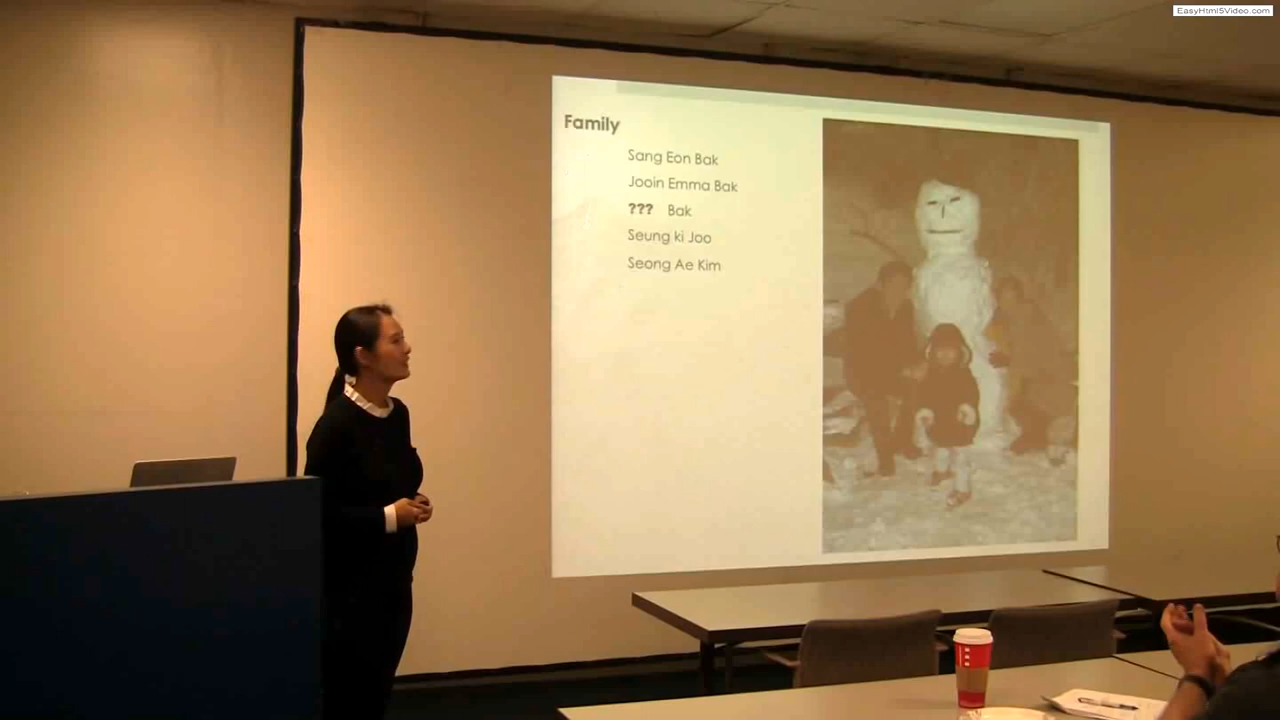 EasyHtml5Video.com
Family
Sang Eon Bak
Jooin Emma Bak
??? Bak
Seung ki Joo
Seong Ae Kim